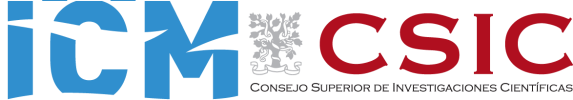 iCM
CSIC
CONSEJO SUPERIOR DE INVESTIGACIONES CIENTÍFICAS